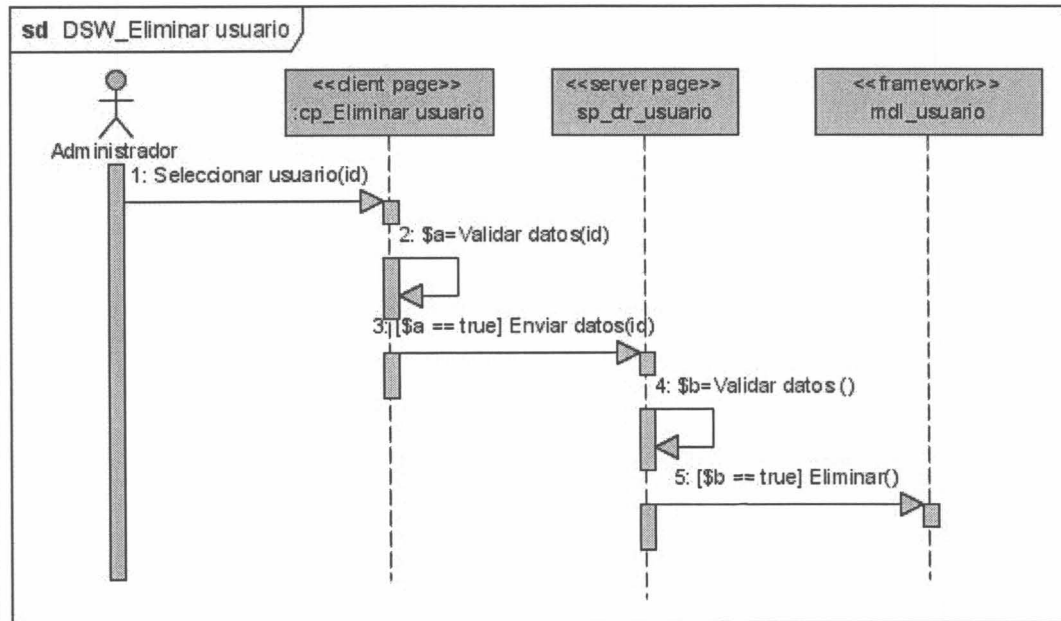 sd DSW_Eliminar usuario
<<client page>>
:cp_Eliminar usuario
<<server page>>
sp_ctr_usuario
<<framework>>
mdl_usuario
Administrador
1: Seleccionar usuario(id)
2: $a=Validar datos(id)
3: [$a == true] Enviar datos(id)
4: $b=Validar datos ()
5: [$b == true] Eliminar()